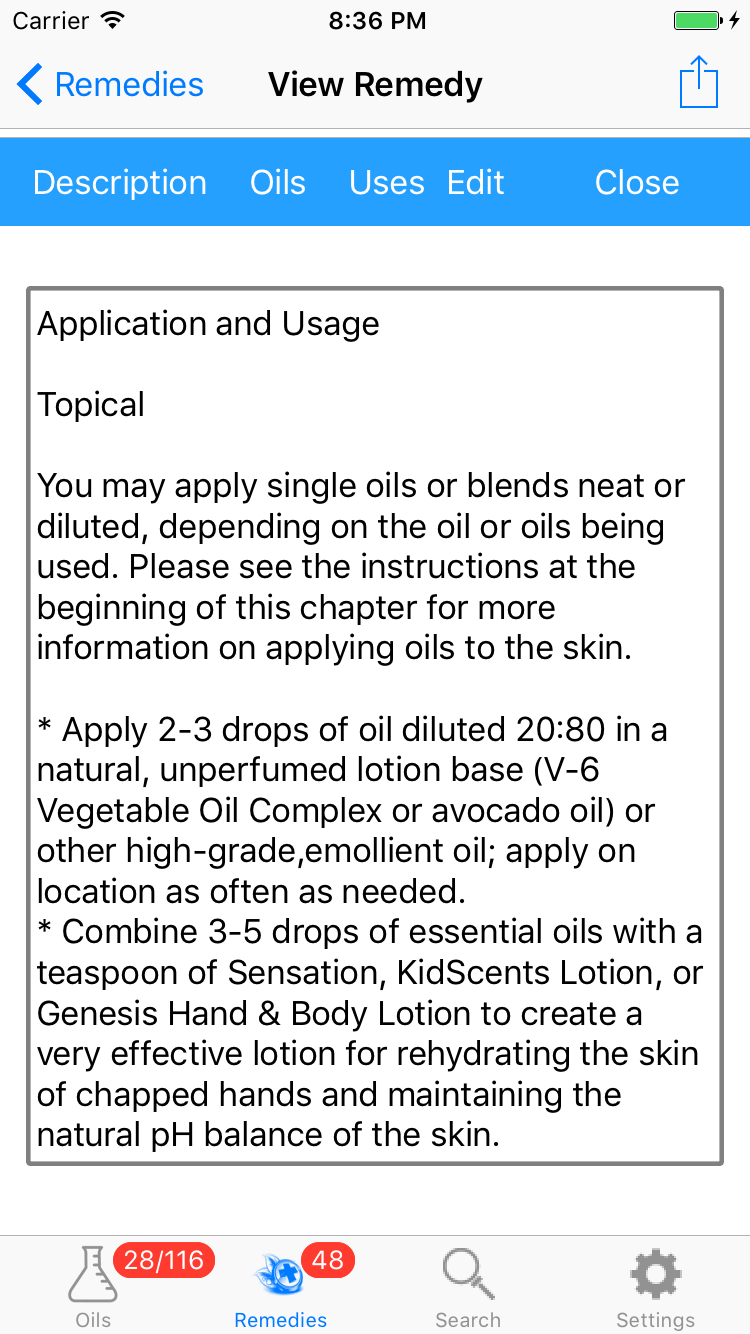 Carrier 8:36 PM
Remedies View Remedy
Description Oils Uses Edit Close
Application and Usage
Topical
You may apply single oils or blends neat or
diluted, depending on the oil or oils being
used. Please see the instructions at the
beginning of this chapter for more
information on applying oils to the skin.
* Apply 2-3 drops of oil diluted 20:80 in a
natural, unperfumed lotion base (V-6
Vegetable Oil Complex or avocado oil) or
other high-grade,emollient oil; apply on
location as often as needed.
* Combine 3-5 drops of essential oils with a
teaspoon of Sensation, KidScents Lotion, or
Genesis Hand & Body Lotion to create a
very effective lotion for rehydrating the skin
of chapped hands and maintaining the
natural pH balance of the skin.
28/116 48
Oils Remedies Search Settings